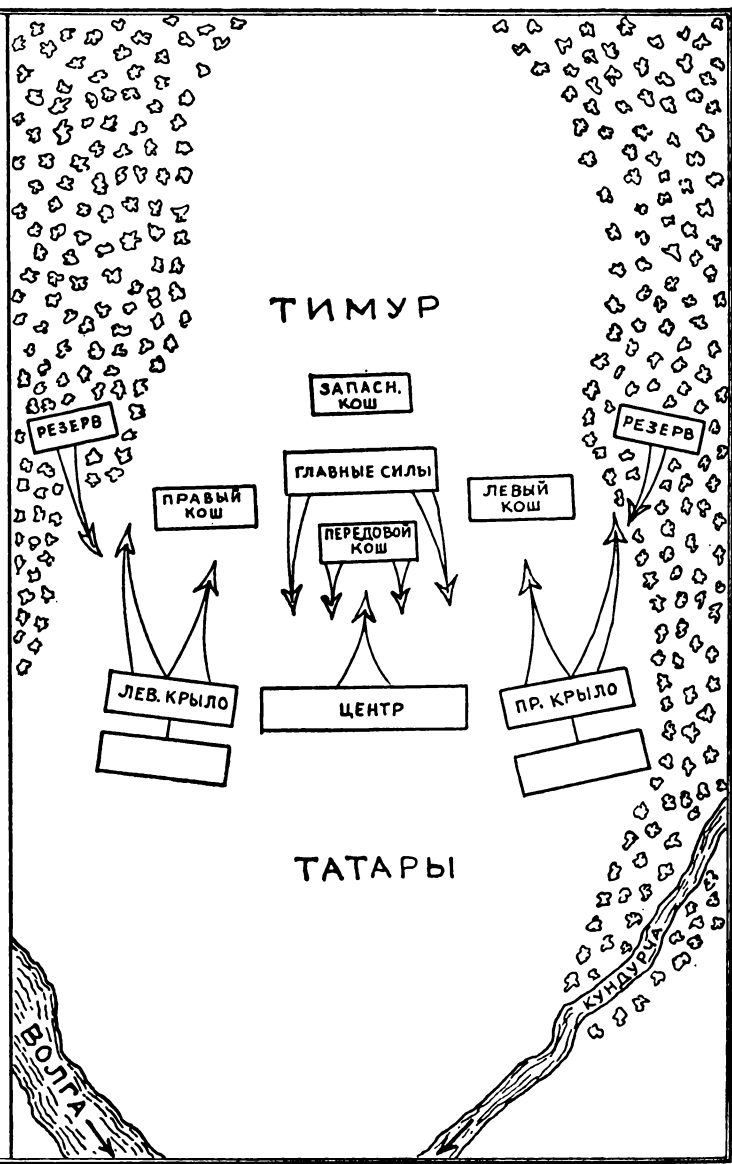 ТИМУР
ЗАПАСН.
КОШ
РЕЗЕРВ
РЕЗЕРВ
ГЛАВНЫЕ СИЛЫ
ПРАВЫЙ
КОШ
ЛЕВЫЙ
КОШ
ПЕРЕДОВОЙ
КОШ
ЛЕВ. КРЫЛО
ЦЕНТР
ПР. КРЫЛО
ТАТАРЫ
КУНДУРЧА
ВОЛГА